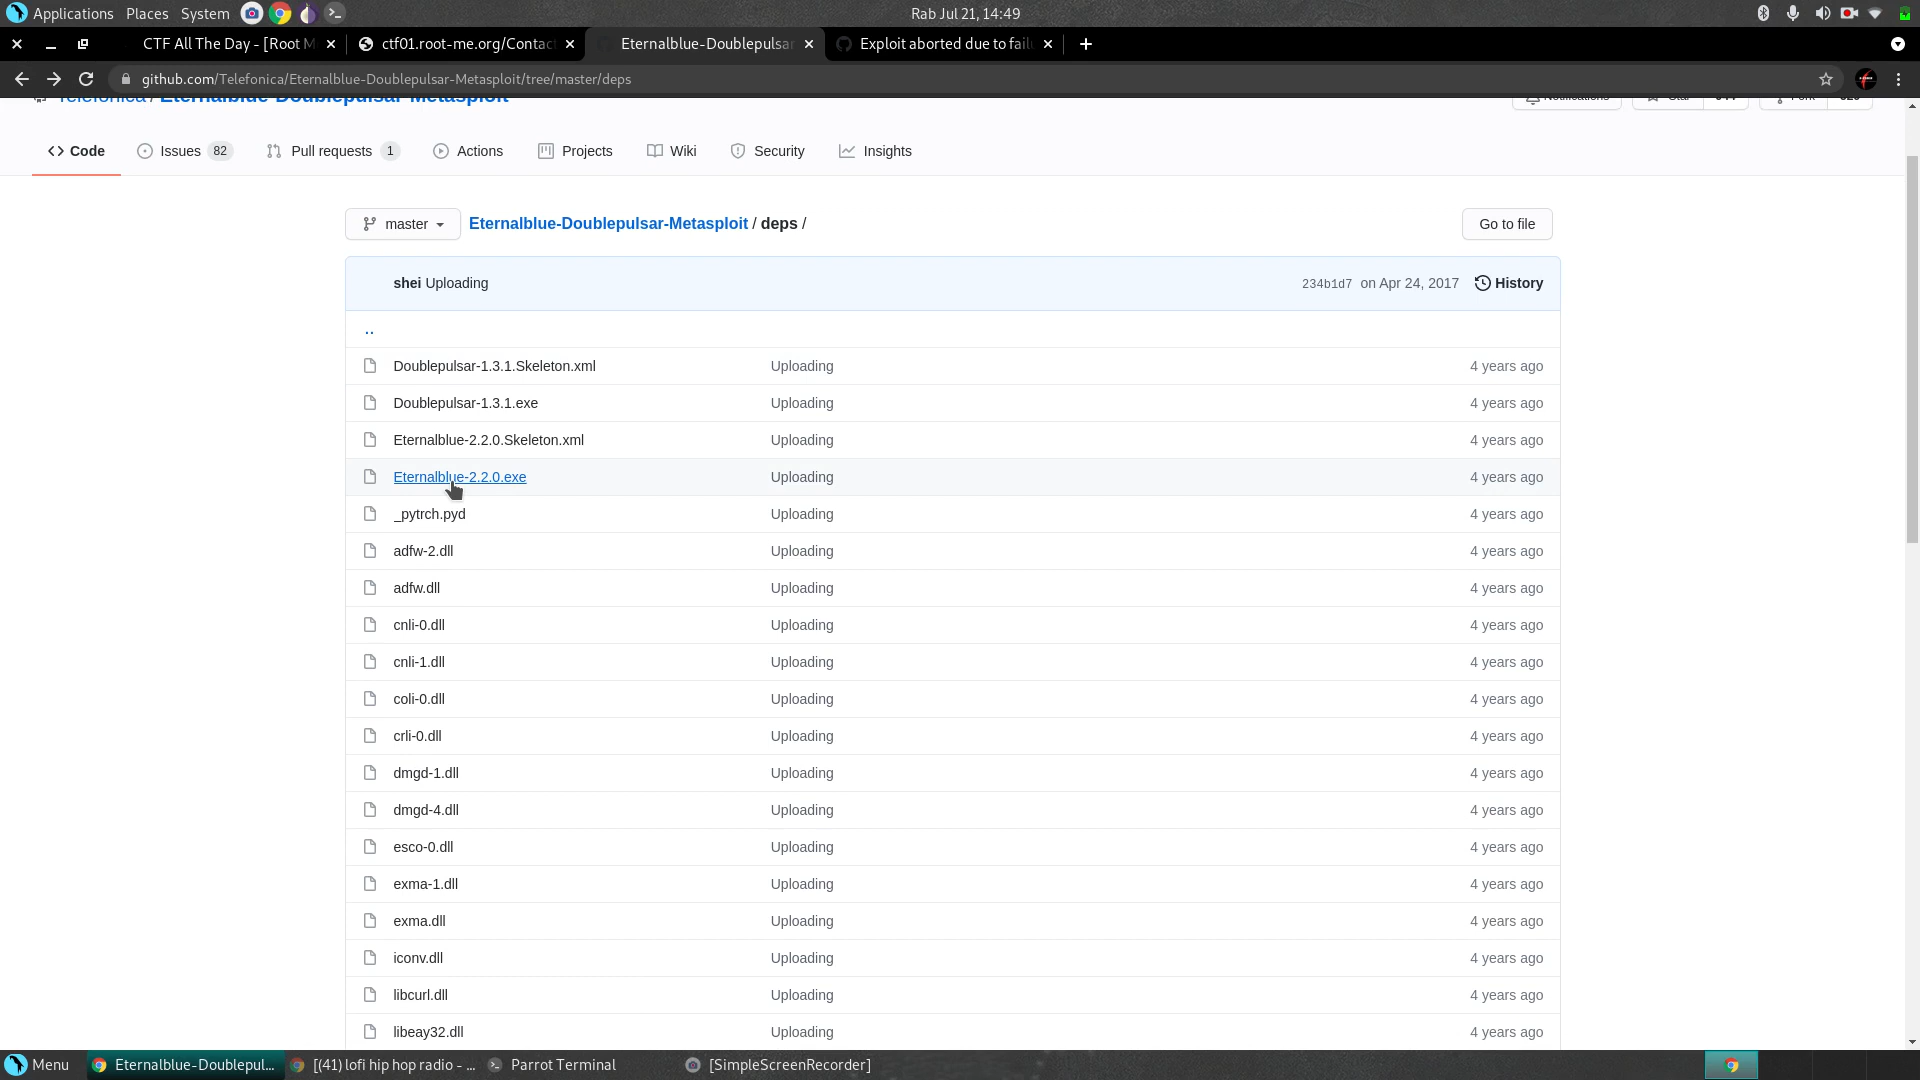 Applications Places System Rab Jul 21, 14:49
CTF All The Day - [Root M ctf01.root-me.org/Contac Eternalblue-Doublepulsar Exploit aborted due to fail
github.com/Telefonica/Eternalblue-Doublepulsar-Metasploit/tree/master/deps
Telefonica / Eternalblue-Doublepulsar-Metasploit Notifications Star Fork
Code Issues 82 Pull requests 1 Actions Projects Wiki Security Insights
master Eternalblue-Doublepulsar-Metasploit / deps / Go to file
shei Uploading 234b1d7 on Apr 24, 2017 History
..
Doublepulsar-1.3.1.Skeleton.xml Uploading 4 years ago
Doublepulsar-1.3.1.exe Uploading 4 years ago
Eternalblue-2.2.0.Skeleton.xml Uploading 4 years ago
Eternalblue-2.2.0.exe Uploading 4 years ago
_pytrch.pyd Uploading 4 years ago
adfw-2.dll Uploading 4 years ago
adfw.dll Uploading 4 years ago
cnli-0.dll Uploading 4 years ago
cnli-1.dll Uploading 4 years ago
coli-0.dll Uploading 4 years ago
crli-0.dll Uploading 4 years ago
dmgd-1.dll Uploading 4 years ago
dmgd-4.dll Uploading 4 years ago
esco-0.dll Uploading 4 years ago
exma-1.dll Uploading 4 years ago
exma.dll Uploading 4 years ago
iconv.dll Uploading 4 years ago
libcurl.dll Uploading 4 years ago
libeay32.dll Uploading 4 years ago
Menu Eternalblue-Doublepul... [(41) lofi hip hop radio - ... Parrot Terminal [SimpleScreenRecorder]